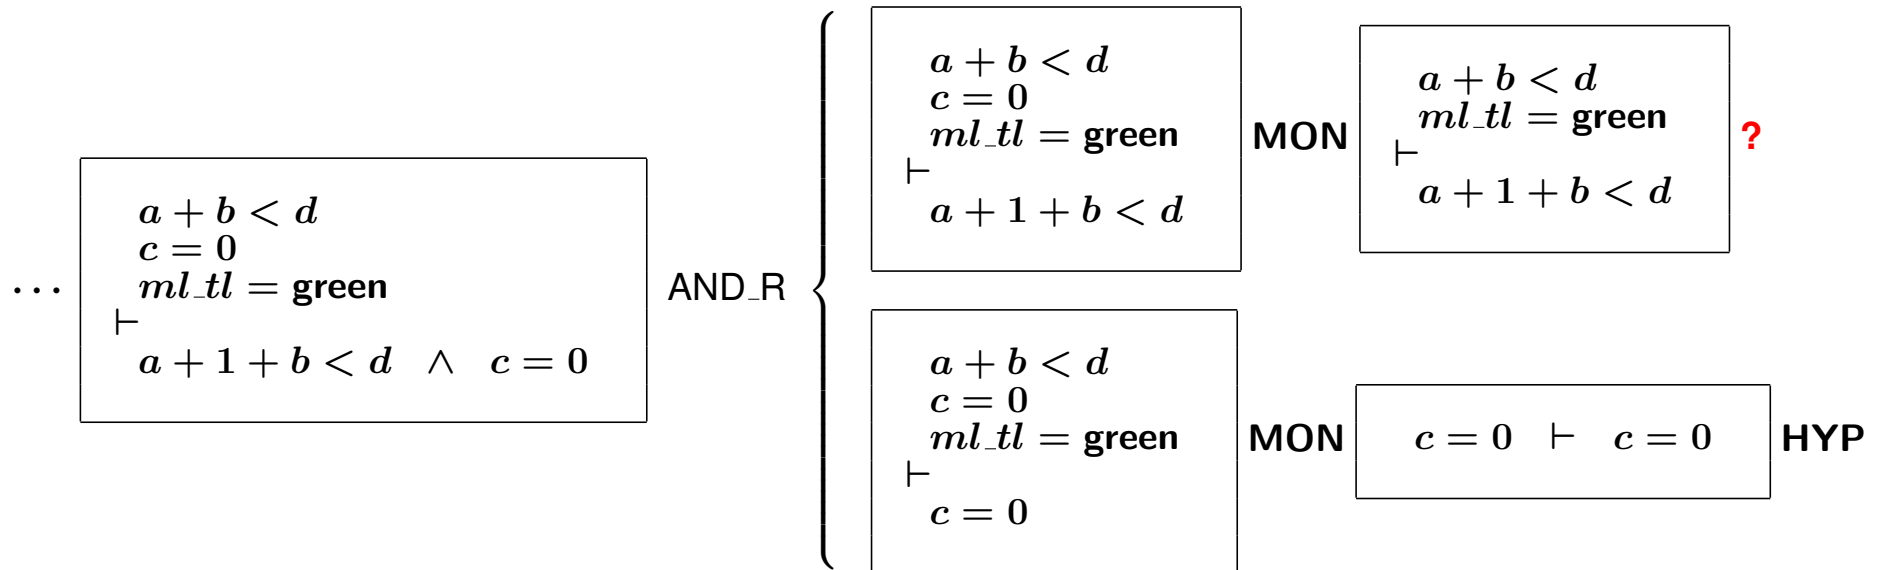 ...
a + b < d
c = 0
ml_tl = green
⊢
a + 1 + b < d ∧ c = 0
AND_R
a + b < d
c = 0
ml_tl = green
⊢
a + 1 + b < d
MON
a + b < d
ml_tl = green
⊢
a + 1 + b < d
?
a + b < d
c = 0
ml_tl = green
⊢
c = 0
MON
c = 0 ⊢ c = 0
HYP